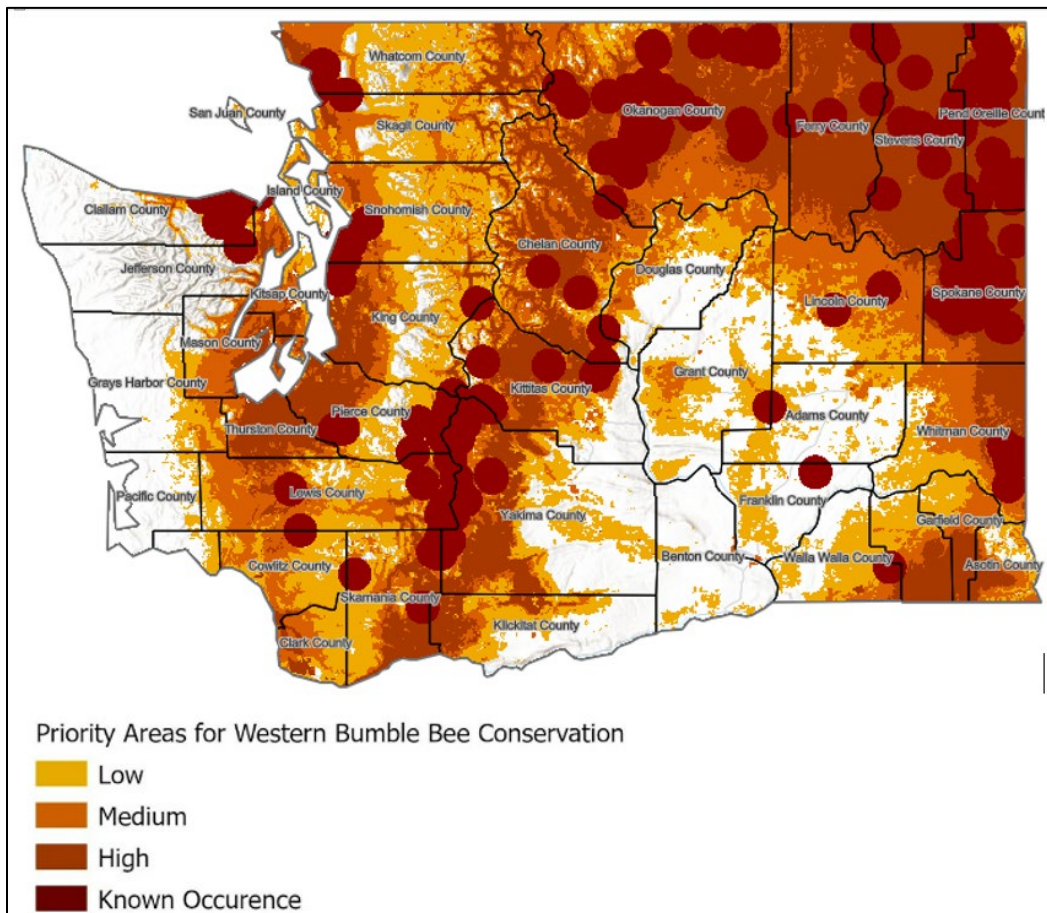 Whatcom County
San Juan County
Skagit County
Okanogan County
Ferry County
Stevens County
Pend Oreille Count
Island County
Clallam County
Snohomish County
Chelan County
Jefferson County
Douglas County
Kitsap County
King County
Lincoln County
Spokane County
Mason County
Grays Harbor County
Grant County
Kittitas County
Pierce County
Adams County
Thurston County
Whitman County
Lewis County
Pacific County
Franklin County
Yakima County
Garfield County
Benton County
Walla Walla County
Asotin County
Cowlitz County
Skamania County
Klickitat County
Clark County
Priority Areas for Western Bumble Bee Conservation
Low
Medium
High
Known Occurence